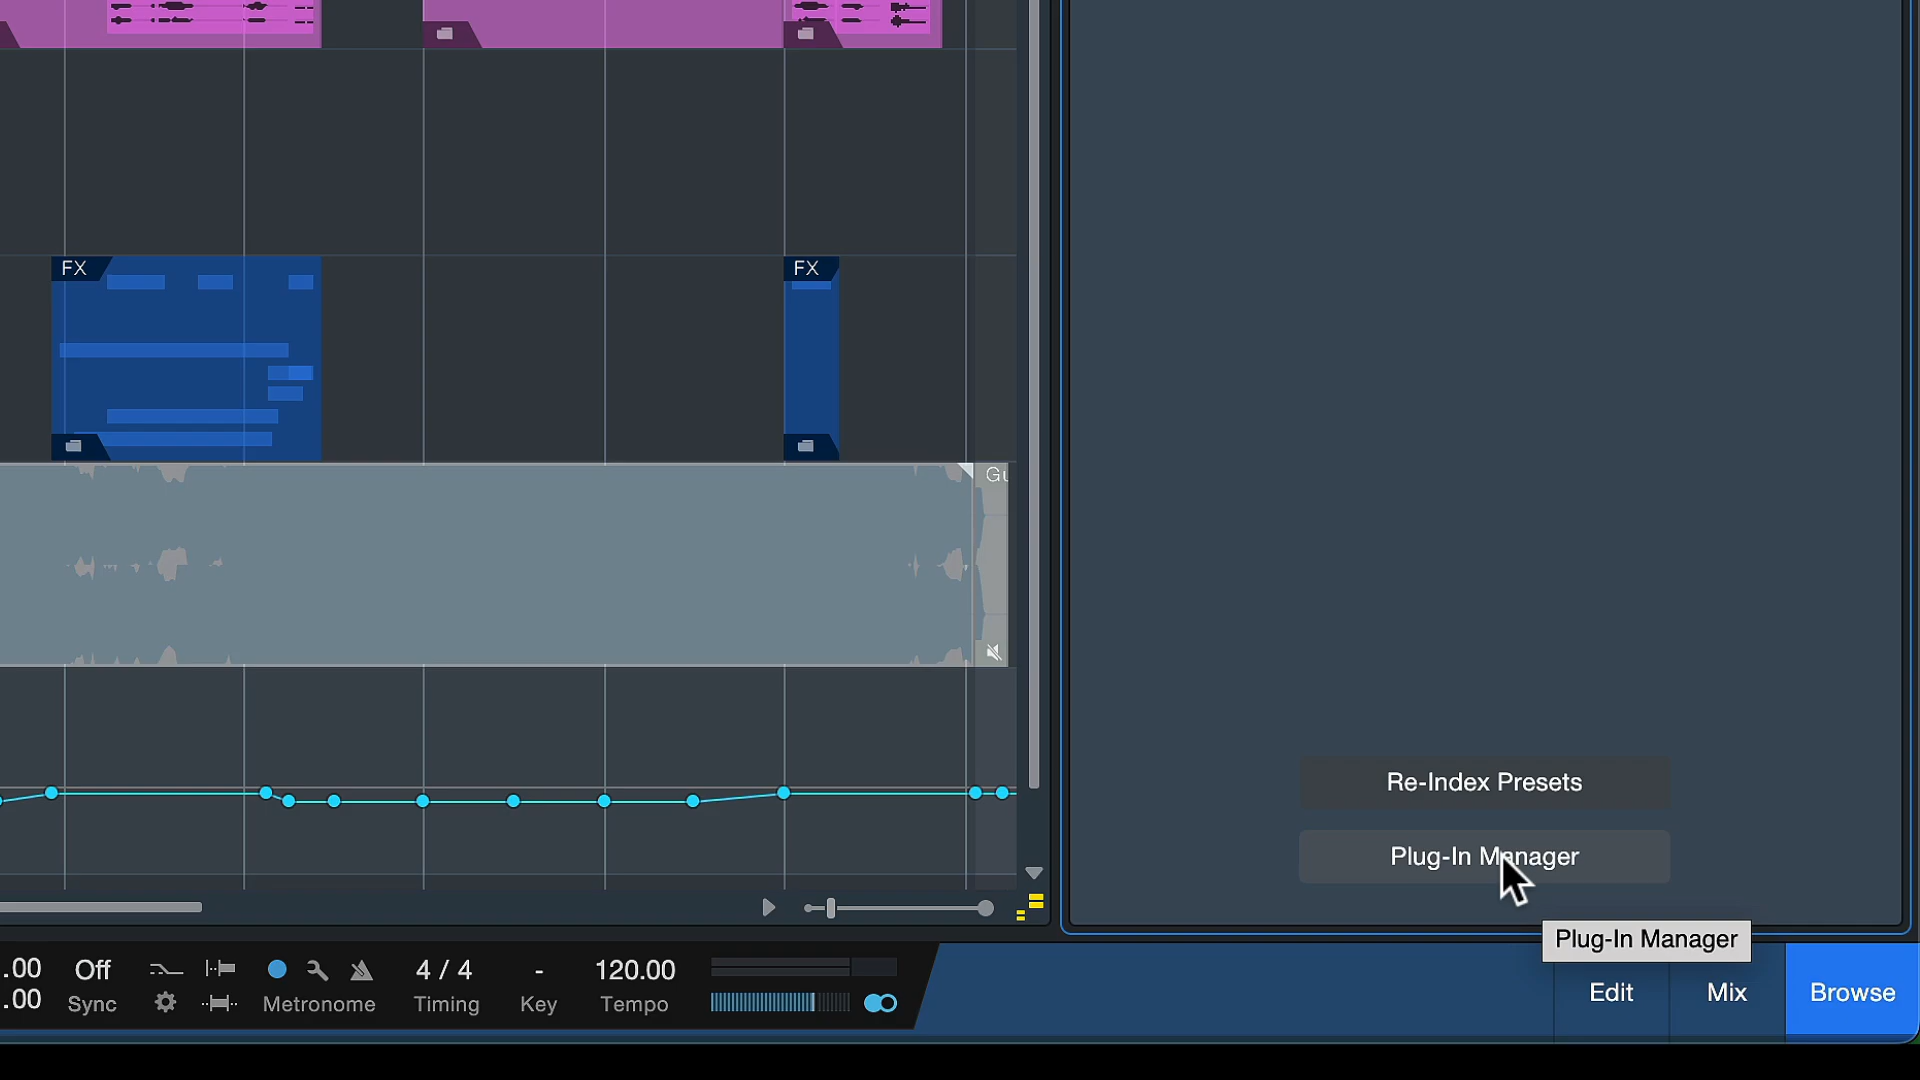 FX
FX
Gu
Re-Index Presets
Plug-In Manager
Plug-In Manager
.00 Off 4 / 4 - 120.00
.00 Sync Metronome Timing Key Tempo
Edit Mix Browse